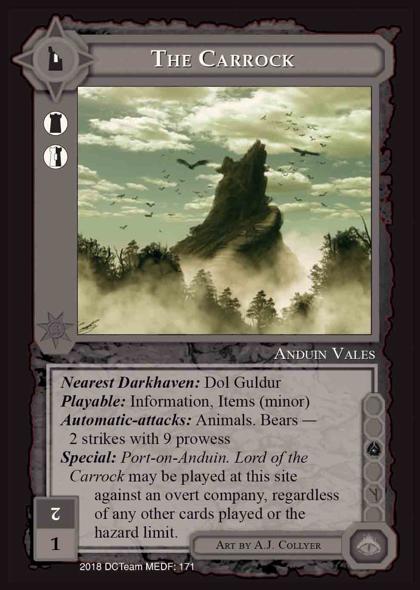 The Carrock
Anduin Vales
Nearest Darkhaven: Dol Guldur
Playable: Information, Items (minor)
Automatic-attacks: Animals. Bears —
2 strikes with 9 prowess
Special: Port-on-Anduin. Lord of the
Carrock may be played at this site
against an overt company, regardless
of any other cards played or the
hazard limit.
2
1
Art by A.J. Collyer
2018 DCTeam MEDF: 171